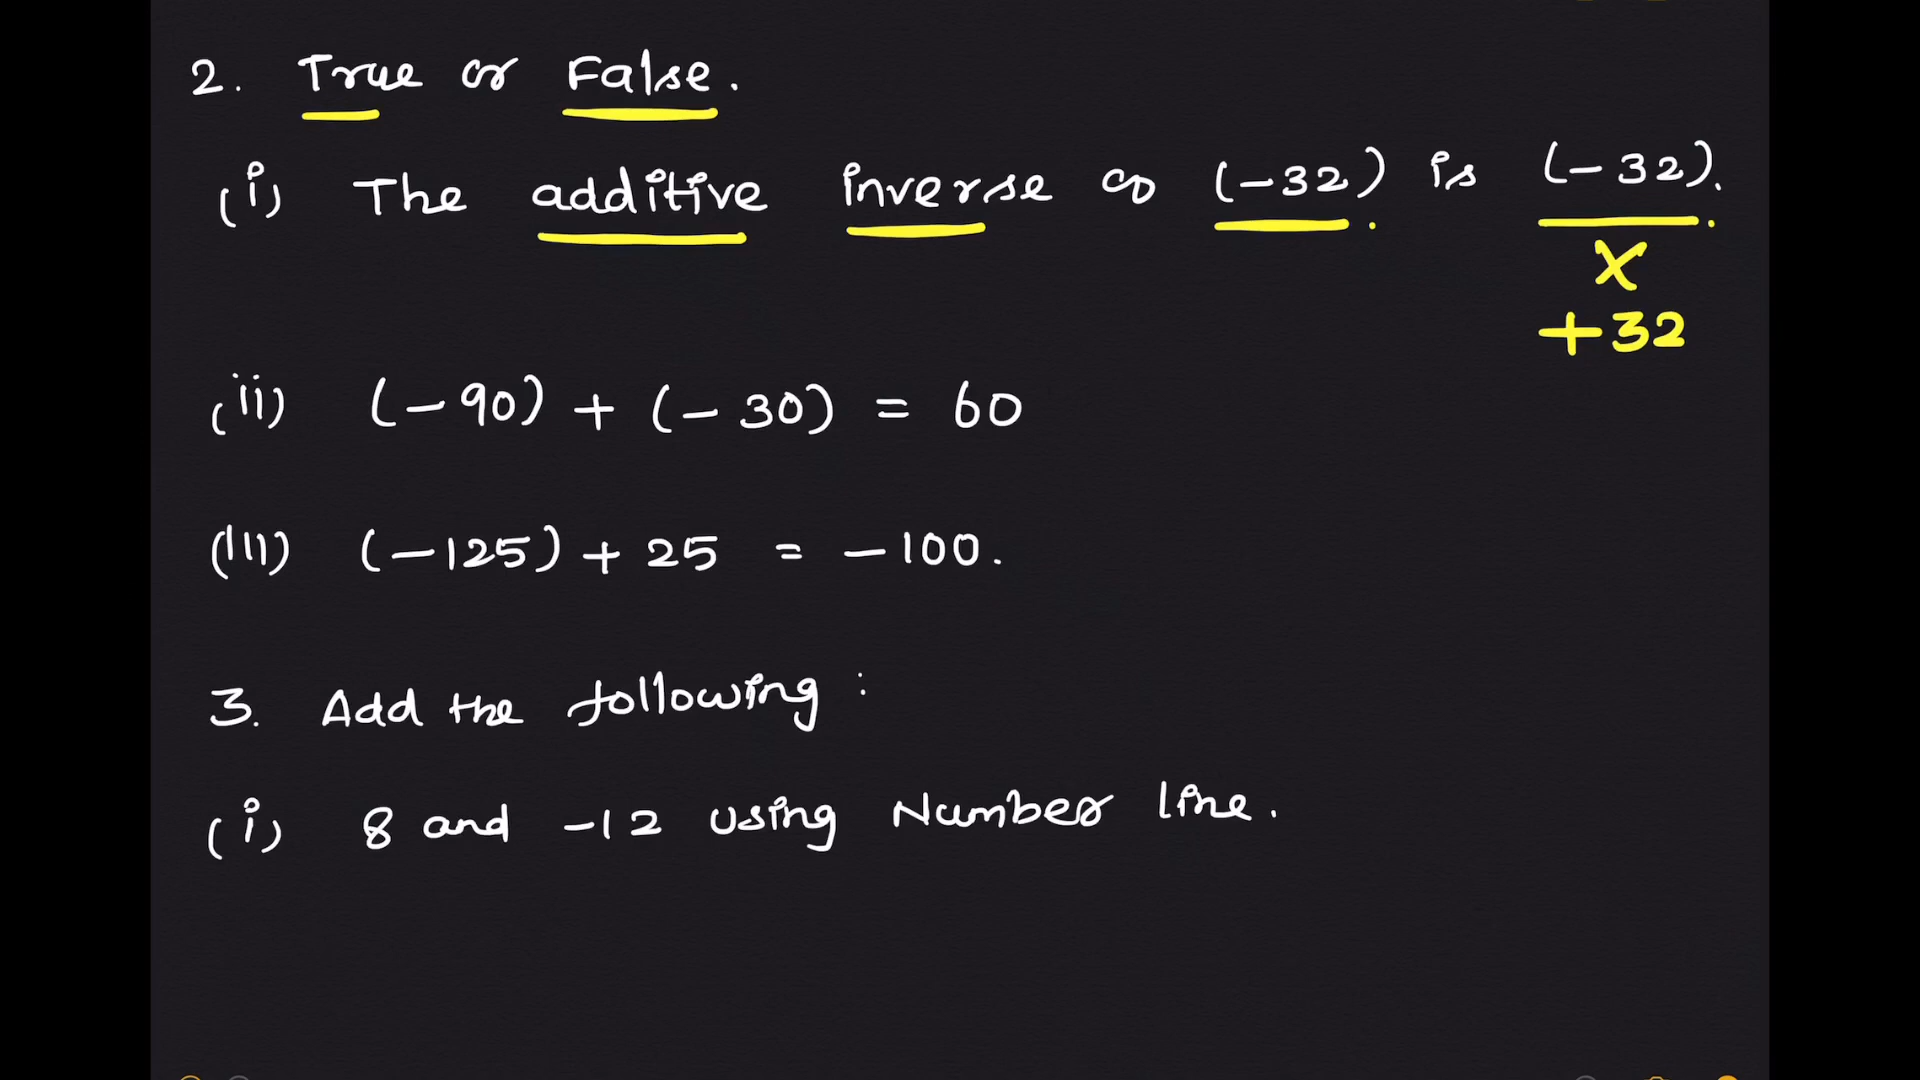 2. True or False.
(i) The additive inverse of (-32) is (-32).
X
+32
(ii) (-90) + (-30) = 60
(iii) (-125) + 25 = -100.
3. Add the following :
(i) 8 and -12 using Number line.